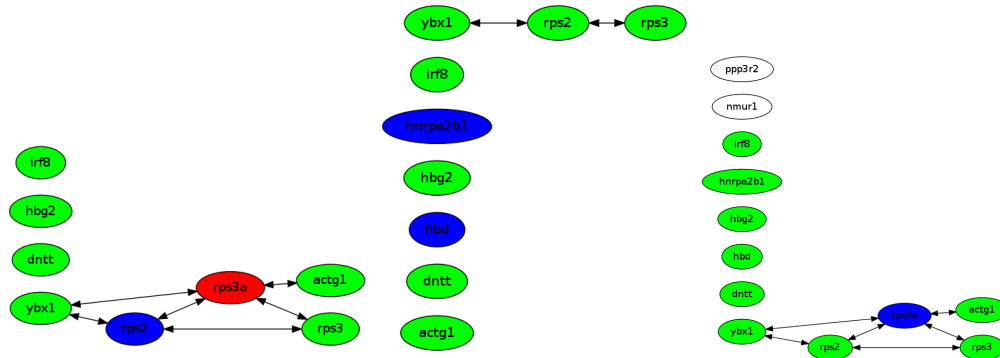 irf8
hbg2
dntt
ybx1
rps3a
actg1
rps2
rps3
ybx1
rps2
rps3
irf8
hnrpa2b1
hbg2
hbd
dntt
actg1
ppp3r2
nmur1
irf8
hnrpa2b1
hbg2
hbd
dntt
ybx1
rps3a
actg1
rps2
rps3